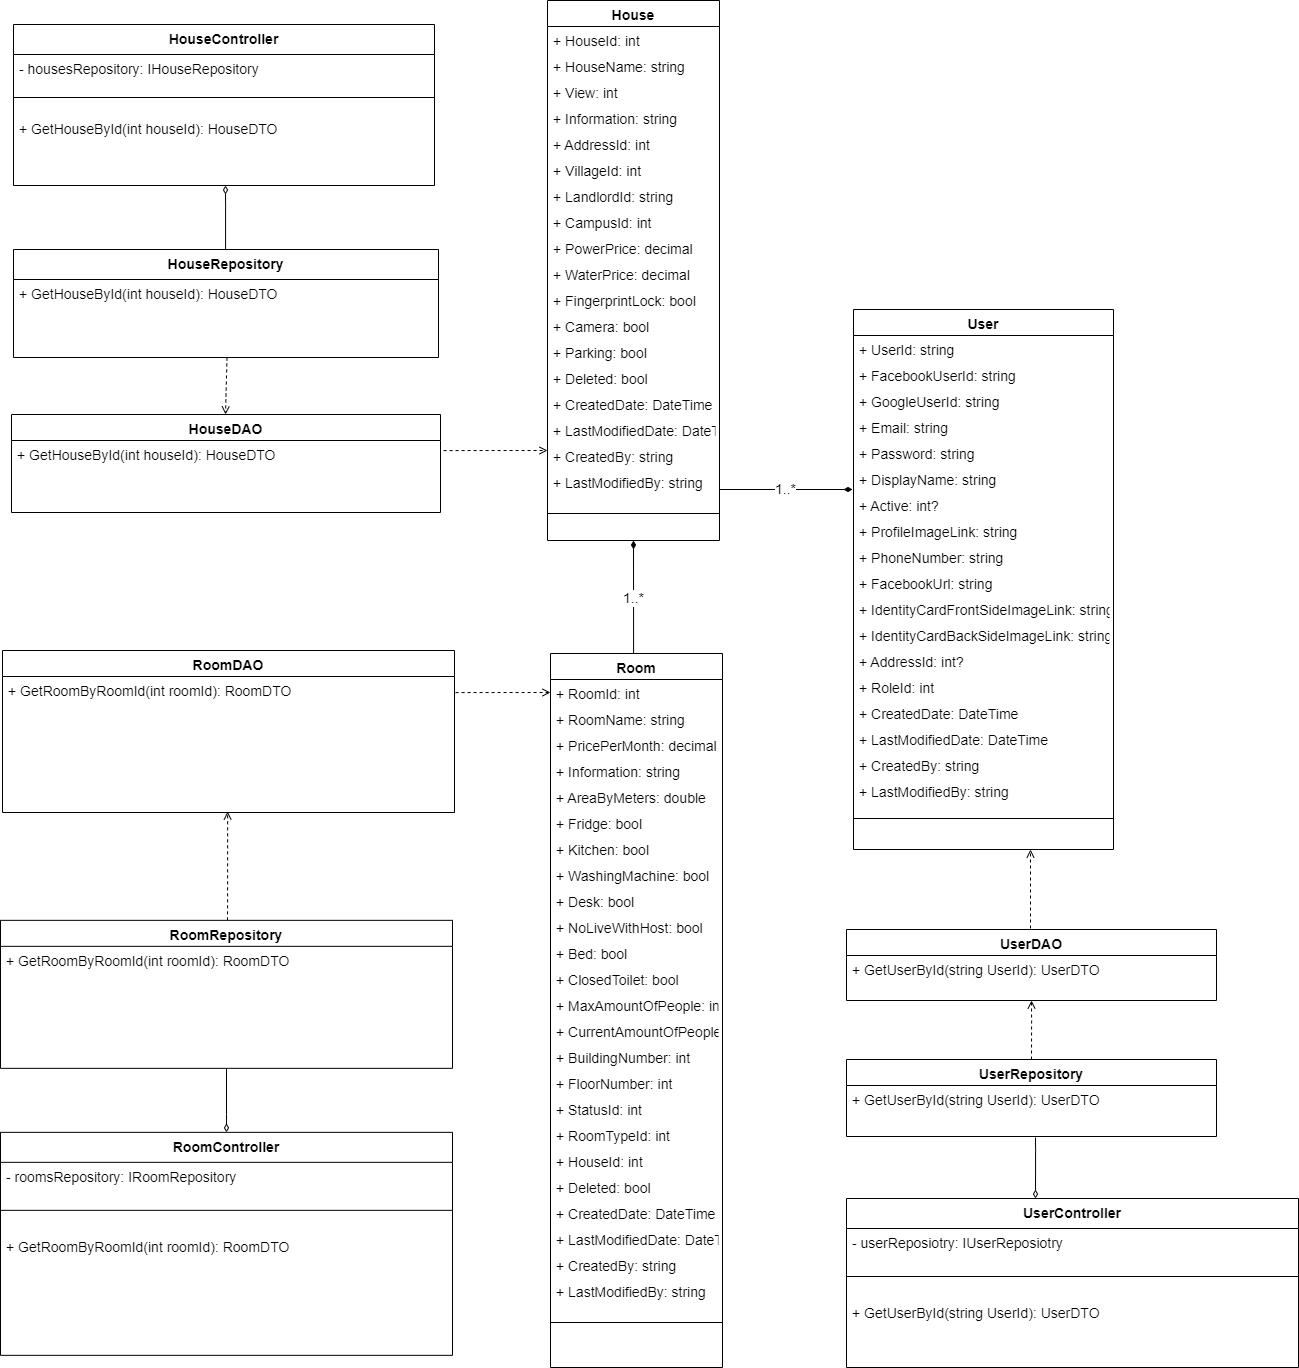 HouseController
- housesRepository: IHouseRepository
+ GetHouseById(int houseId): HouseDTO
HouseRepository
+ GetHouseById(int houseId): HouseDTO
HouseDAO
+ GetHouseById(int houseId): HouseDTO
House
+ HouseId: int
+ HouseName: string
+ View: int
+ Information: string
+ AddressId: int
+ VillageId: int
+ LandlordId: string
+ CampusId: int
+ PowerPrice: decimal
+ WaterPrice: decimal
+ FingerprintLock: bool
+ Camera: bool
+ Parking: bool
+ Deleted: bool
+ CreatedDate: DateTime
+ LastModifiedDate: DateT
+ CreatedBy: string
+ LastModifiedBy: string
1..*
1..*
User
+ UserId: string
+ FacebookUserId: string
+ GoogleUserId: string
+ Email: string
+ Password: string
+ DisplayName: string
+ Active: int?
+ ProfileImageLink: string
+ PhoneNumber: string
+ FacebookUrl: string
+ IdentityCardFrontSideImageLink: string
+ IdentityCardBackSideImageLink: string
+ AddressId: int?
+ RoleId: int
+ CreatedDate: DateTime
+ LastModifiedDate: DateTime
+ CreatedBy: string
+ LastModifiedBy: string
RoomDAO
+ GetRoomByRoomId(int roomId): RoomDTO
RoomRepository
+ GetRoomByRoomId(int roomId): RoomDTO
RoomController
- roomsRepository: IRoomRepository
+ GetRoomByRoomId(int roomId): RoomDTO
Room
+ RoomId: int
+ RoomName: string
+ PricePerMonth: decimal
+ Information: string
+ AreaByMeters: double
+ Fridge: bool
+ Kitchen: bool
+ WashingMachine: bool
+ Desk: bool
+ NoLiveWithHost: bool
+ Bed: bool
+ ClosedToilet: bool
+ MaxAmountOfPeople: in
+ CurrentAmountOfPeople
+ BuildingNumber: int
+ FloorNumber: int
+ StatusId: int
+ RoomTypeId: int
+ HouseId: int
+ Deleted: bool
+ CreatedDate: DateTime
+ LastModifiedDate: DateT
+ CreatedBy: string
+ LastModifiedBy: string
UserDAO
+ GetUserById(string UserId): UserDTO
UserRepository
+ GetUserById(string UserId): UserDTO
UserController
- userReposiotry: IUserReposiotry
+ GetUserById(string UserId): UserDTO